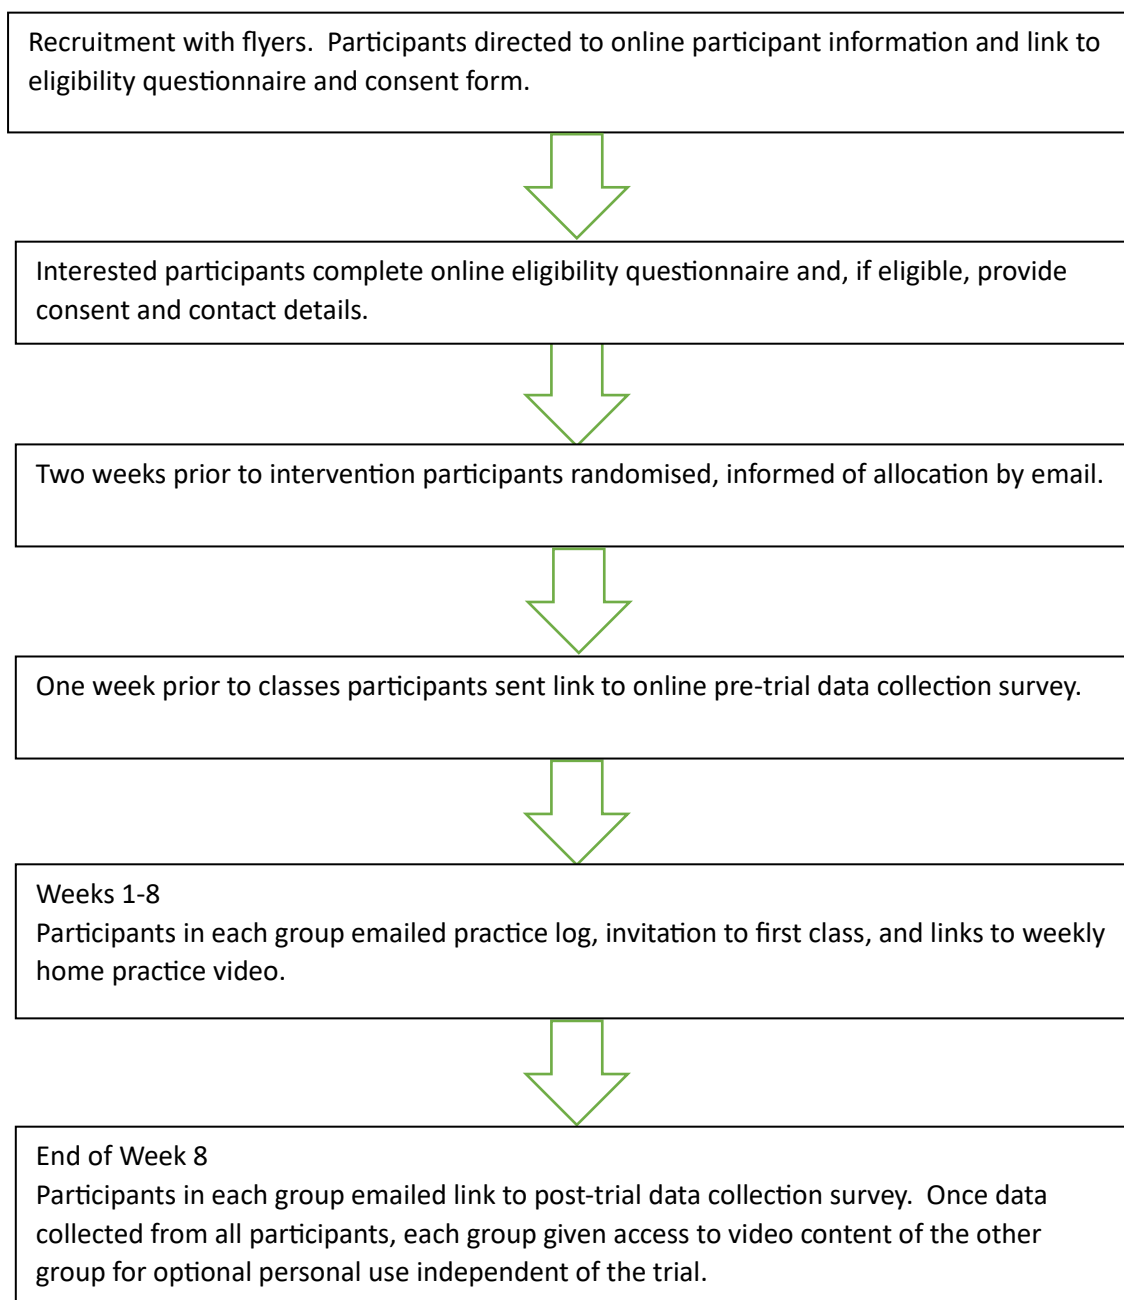 Recruitment with flyers.  Participants directed to online participant information and link to
eligibility questionnaire and consent form.
Interested participants complete online eligibility questionnaire and, if eligible, provide
consent and contact details.
Two weeks prior to intervention participants randomised, informed of allocation by email.
One week prior to classes participants sent link to online pre-trial data collection survey.
Weeks 1-8
Participants in each group emailed practice log, invitation to first class, and links to weekly
home practice video.
End of Week 8
Participants in each group emailed link to post-trial data collection survey.  Once data
collected from all participants, each group given access to video content of the other
group for optional personal use independent of the trial.